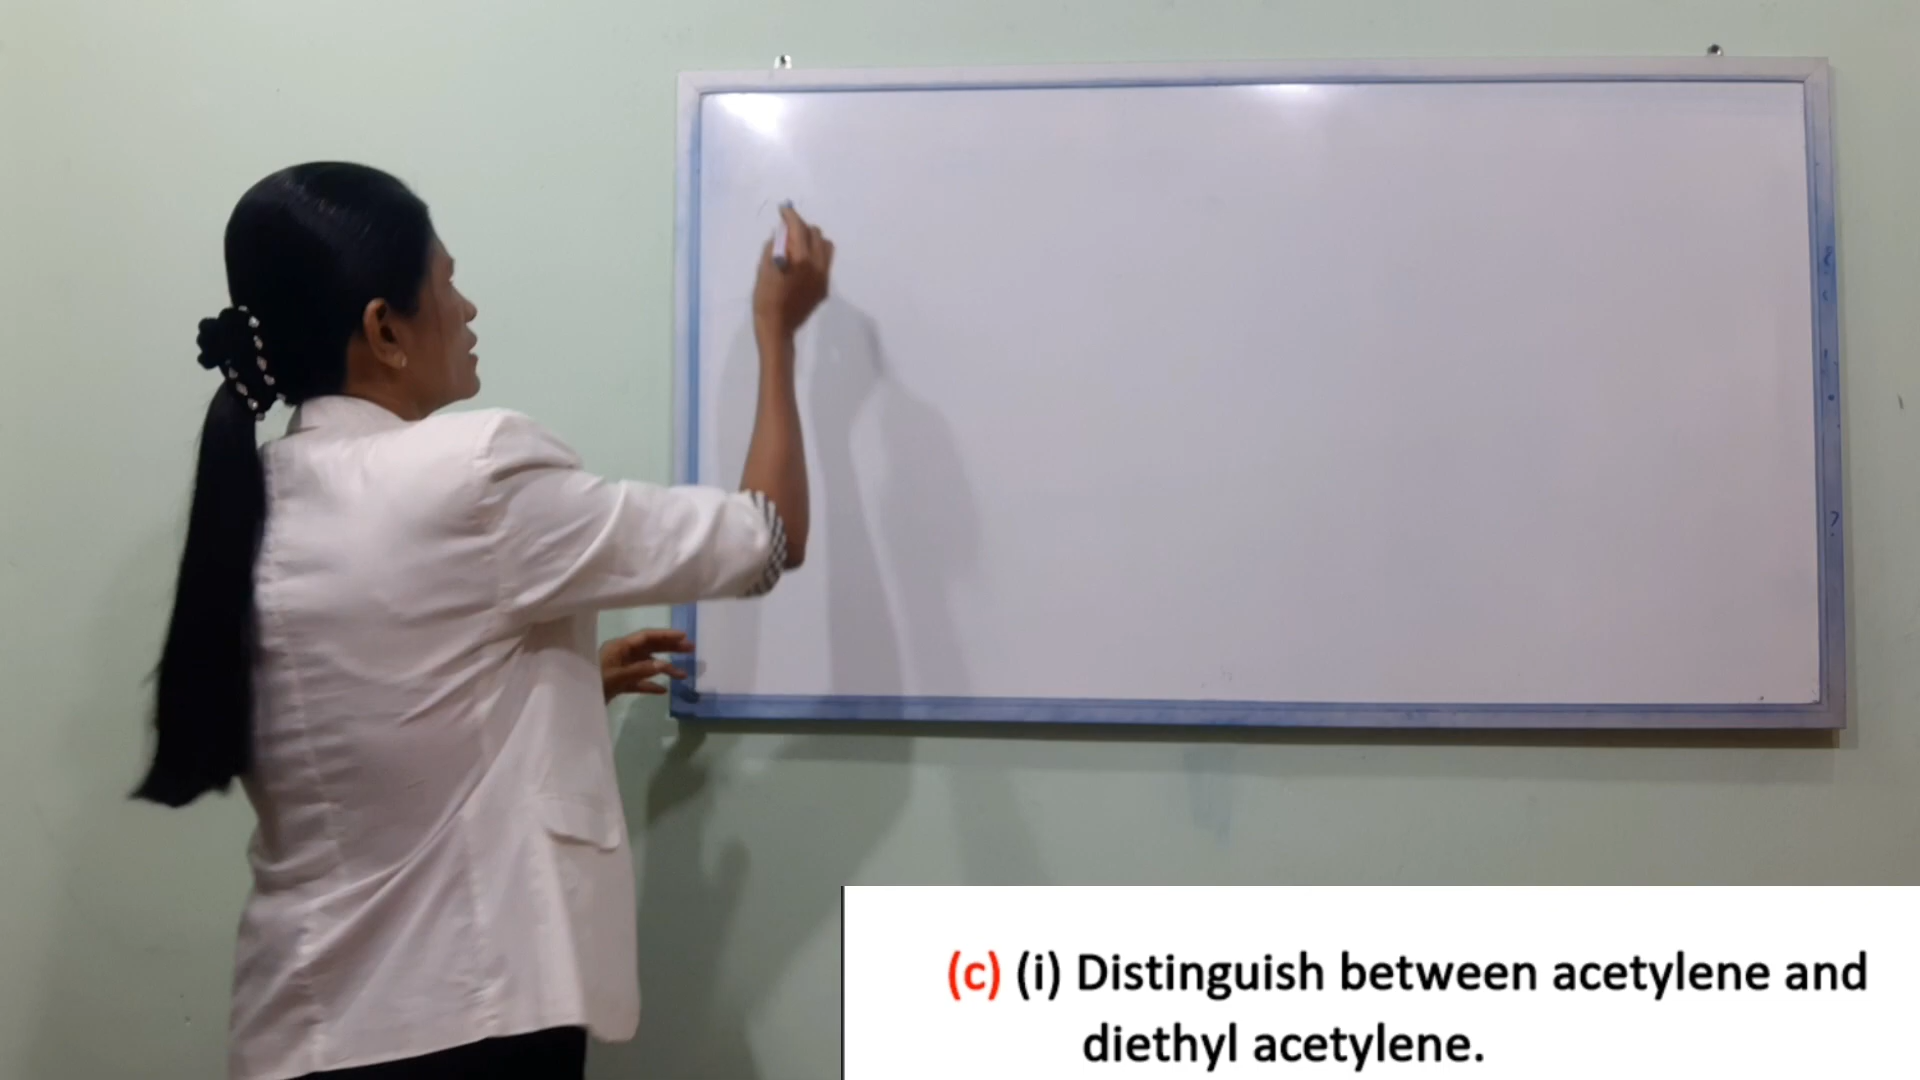 (c) (i) Distinguish between acetylene and
diethyl acetylene.